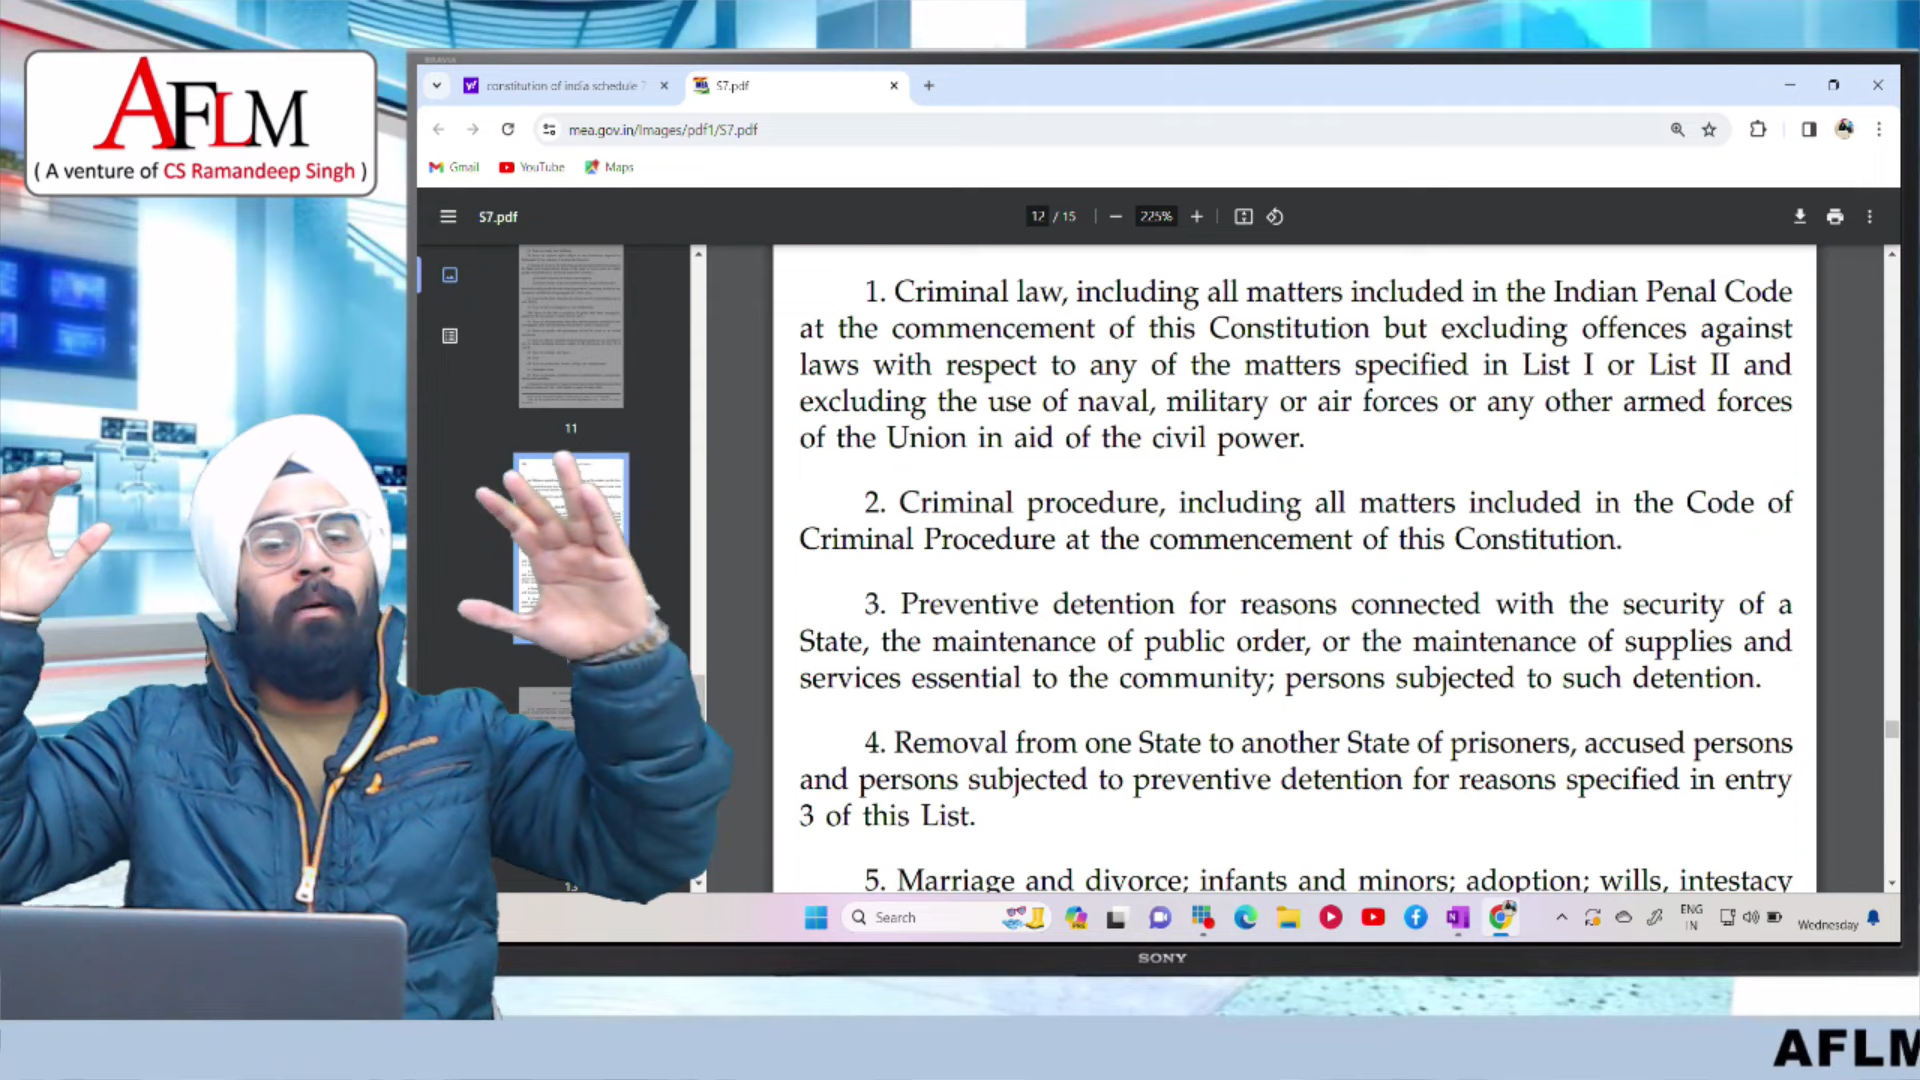 AFLM
( A venture of CS Ramandeep Singh )
BRAVIA
constitution of india schedule 7
S7.pdf
mea.gov.in/Images/pdf1/S7.pdf
Gmail YouTube Maps
S7.pdf
12 / 15
225%
11
1. Criminal law, including all matters included in the Indian Penal Code
at the commencement of this Constitution but excluding offences against
laws with respect to any of the matters specified in List I or List II and
excluding the use of naval, military or air forces or any other armed forces
of the Union in aid of the civil power.
2. Criminal procedure, including all matters included in the Code of
Criminal Procedure at the commencement of this Constitution.
3. Preventive detention for reasons connected with the security of a
State, the maintenance of public order, or the maintenance of supplies and
services essential to the community; persons subjected to such detention.
4. Removal from one State to another State of prisoners, accused persons
and persons subjected to preventive detention for reasons specified in entry
3 of this List.
5. Marriage and divorce; infants and minors; adoption; wills, intestacy
13
Search
ENG
IN
Wednesday
SONY
AFLM